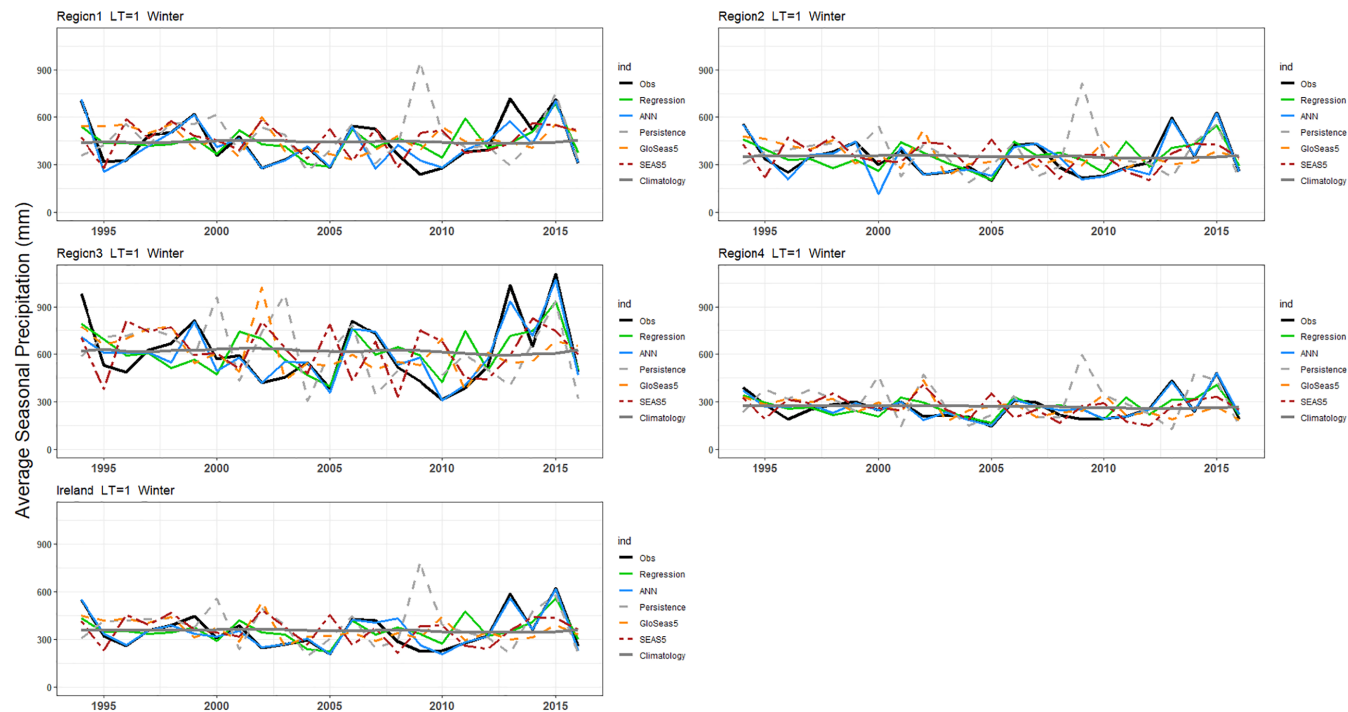 Average Seasonal Precipitation (mm)
Region1 LT=1 Winter
900
600
300
0
1995 2000 2005 2010 2015
ind
Obs
Regression
ANN
Persistence
GloSeas5
SEAS5
Climatology
Region2 LT=1 Winter
900
600
300
0
1995 2000 2005 2010 2015
ind
Obs
Regression
ANN
Persistence
GloSeas5
SEAS5
Climatology
Region3 LT=1 Winter
900
600
300
0
1995 2000 2005 2010 2015
ind
Obs
Regression
ANN
Persistence
GloSeas5
SEAS5
Climatology
Region4 LT=1 Winter
900
600
300
0
1995 2000 2005 2010 2015
ind
Obs
Regression
ANN
Persistence
GloSeas5
SEAS5
Climatology
Ireland LT=1 Winter
900
600
300
0
1995 2000 2005 2010 2015
ind
Obs
Regression
ANN
Persistence
GloSeas5
SEAS5
Climatology